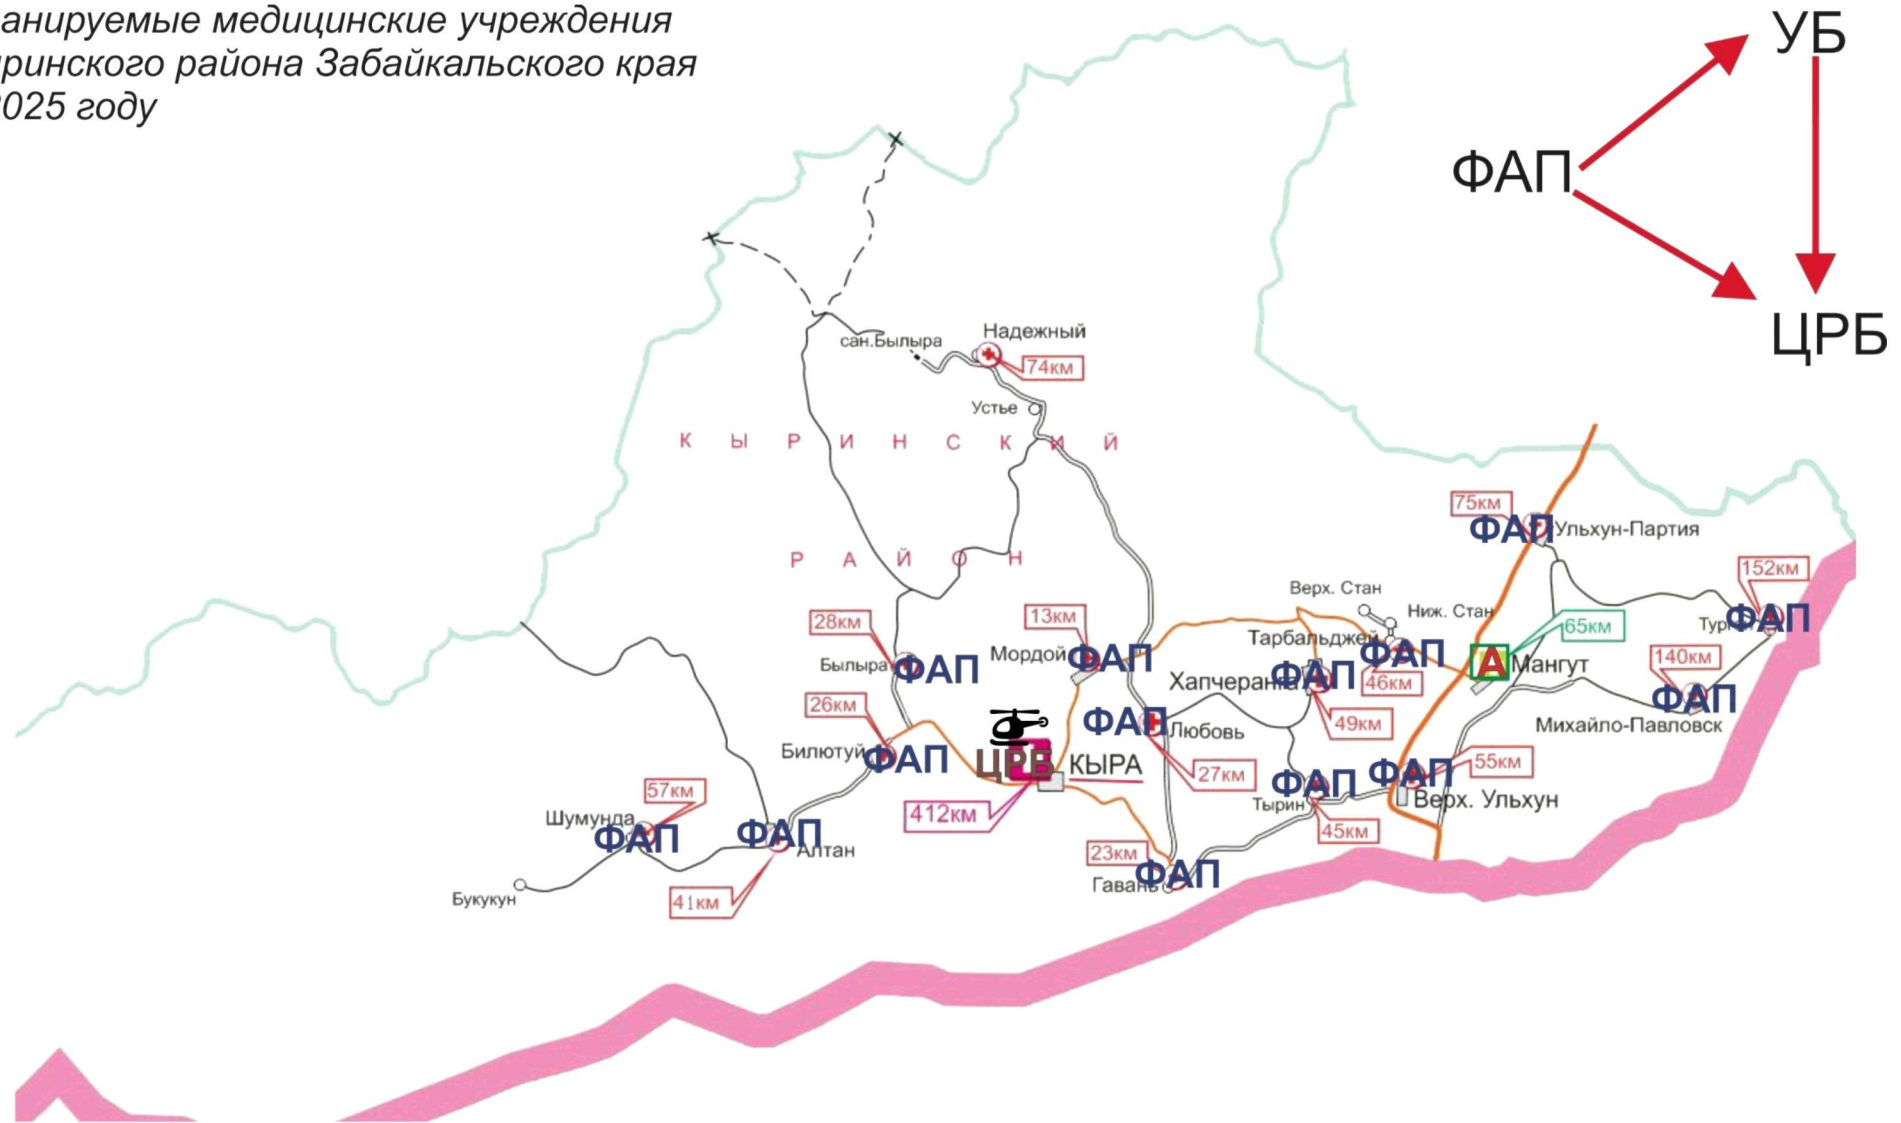 анируемые медицинские учреждения
ринского района Забайкальского края
2025 году
УБ
ФАП
ЦРБ
Надежный
сан.Былыра
74км
Устье
К Ы Р И Н С К И Й
Р А Й О Н
75км
ФАП
Ульхун-Партия
152км
ФАП
Верх. Стан
Ниж. Стан
65км
28км
13км
Тарбальджей
ФАП
Былыра
ФАП
Мордой
ФАП
Хапчеранга
ФАП
46км
А
Мангут
140км
ФАП
Михайло-Павловск
26км
ФАП
Любовь
49км
Билютуй
ФАП
ЦРБ
КЫРА
27км
ФАП
ФАП
55км
Верх. Ульхун
Тырин
45км
57км
Шумунда
ФАП
412км
ФАП
Алтан
23км
ФАП
Гавань
Букукун
41км